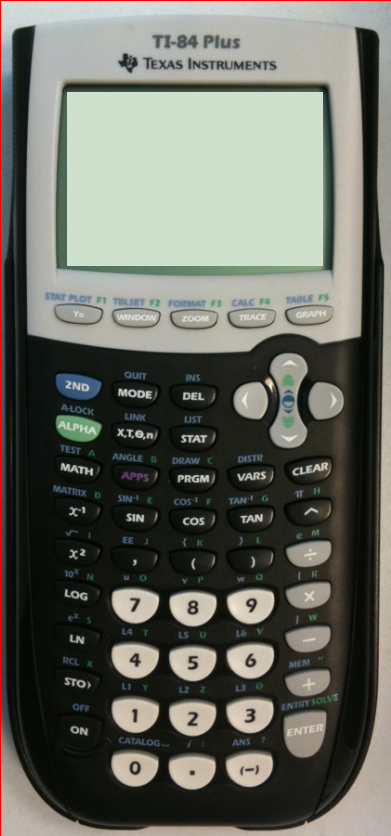 TI-84 Plus
TEXAS INSTRUMENTS
STAT PLOT F1 TBLSET F2 FORMAT F3 CALC F4 TABLE F5
Y= WINDOW ZOOM TRACE GRAPH
QUIT INS
2ND MODE DEL
A-LOCK LINK LIST
ALPHA X,T,Θ,n STAT
TEST A ANGLE B DRAW C DISTR
MATH APPS PRGM VARS CLEAR
MATRIX D SIN-1 E COS-1 F TAN-1 G π H
x-1 SIN COS TAN ^
√ I EE J { K } L e M
x² , ( ) ÷
10ˣ N u O v P w Q [ R
LOG 7 8 9 ×
eˣ S L4 T L5 U L6 V ] W
LN 4 5 6 −
RCL X L1 Y L2 Z L3 θ MEM "
STO› 1 2 3 +
OFF CATALOG ⎵ i : ANS ? ENTRY SOLVE
ON 0 . (−) ENTER